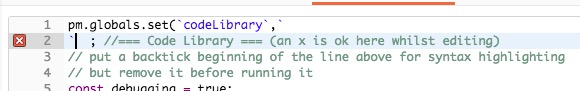 1 pm.globals.set(`codeLibrary`,`
2 ` ; //=== Code Library === (an x is ok here whilst editing)
3 // put a backtick beginning of the line above for syntax highlighting
4 // but remove it before running it
5 const debugging = true;